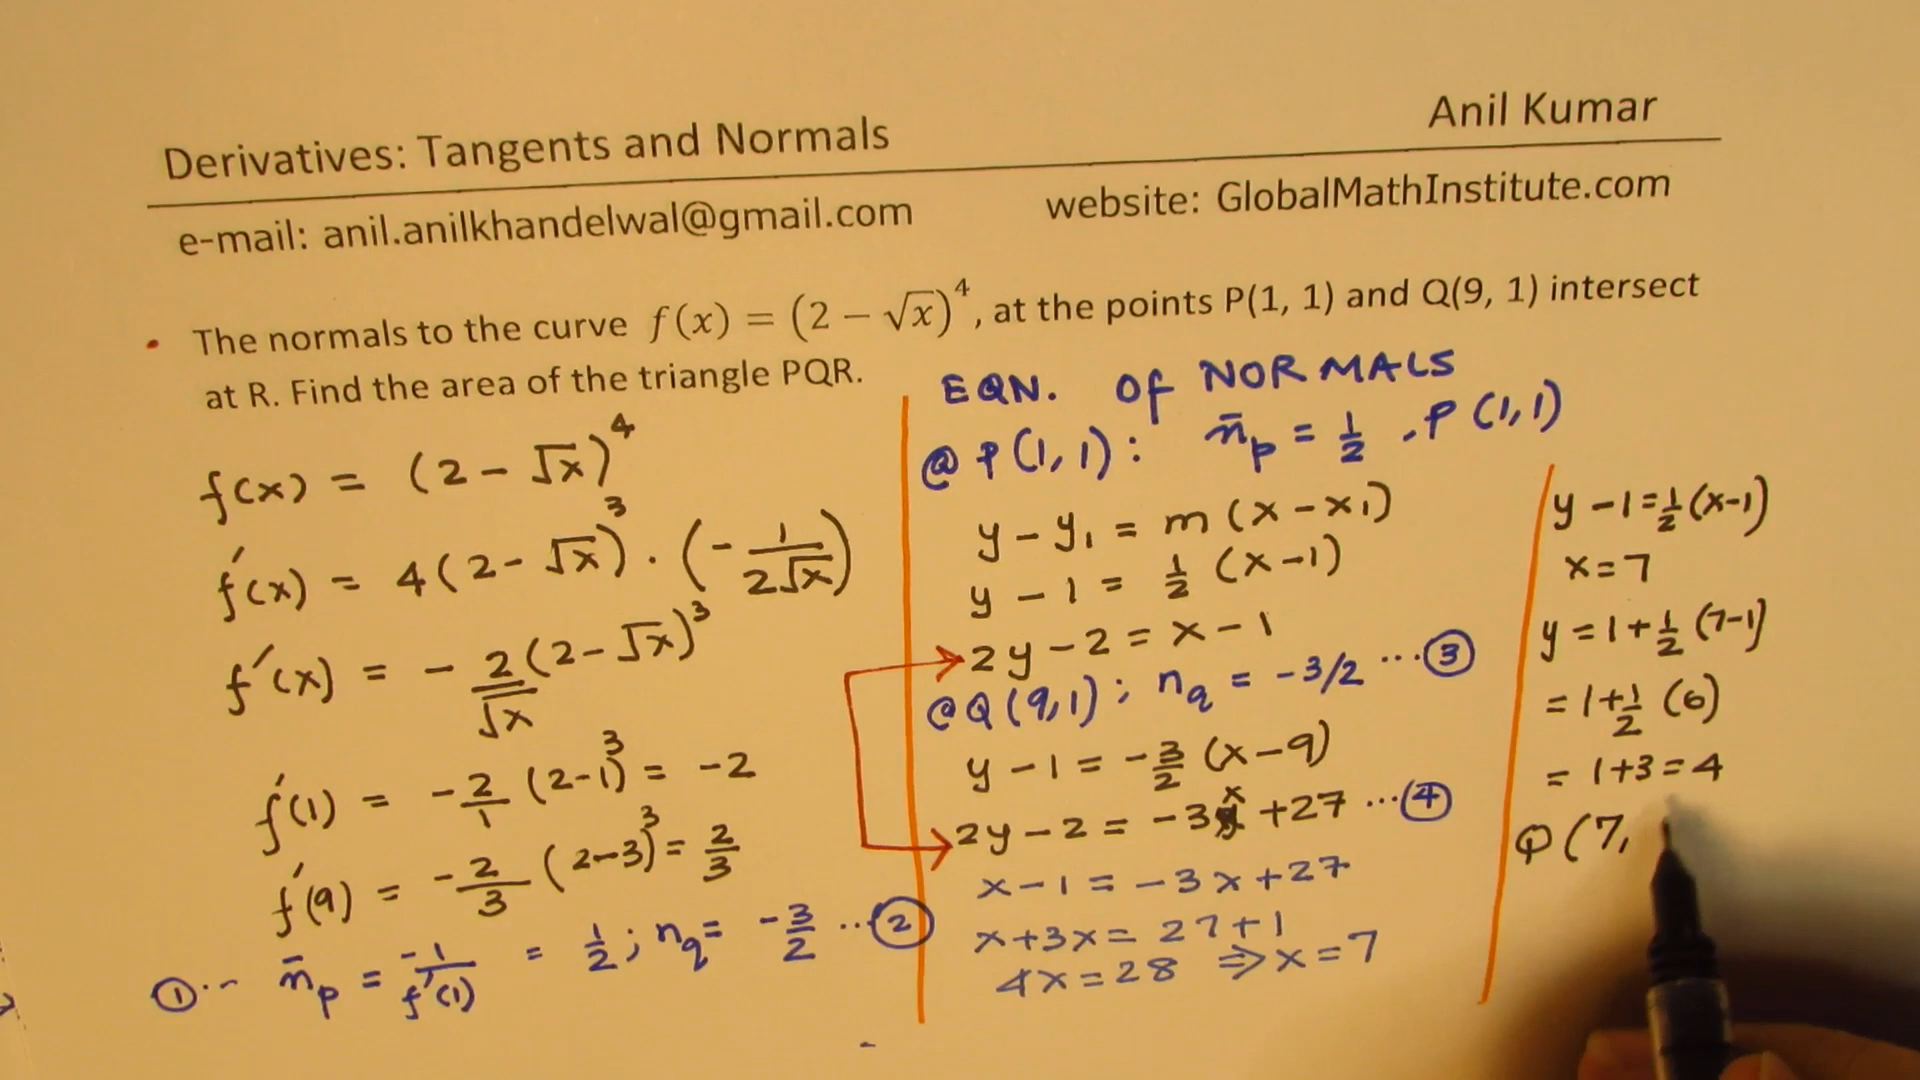 Derivatives: Tangents and Normals
Anil Kumar
e-mail: anil.anilkhandelwal@gmail.com
website: GlobalMathInstitute.com
The normals to the curve f(x) = (2 − √x)^4, at the points P(1, 1) and Q(9, 1) intersect
at R. Find the area of the triangle PQR.
f(x) = (2 - √x)^4
f'(x) = 4(2 - √x)^3 · (-1/(2√x))
f'(x) = - 2/√x (2 - √x)^3
f'(1) = -2/1 (2-1)^3 = -2
f'(9) = -2/3 (2-3)^3 = 2/3
① ·· n̄p = -1/f'(1) = 1/2 ; nq = -3/2 ··· ②
EQN. Of NORMALS
@ P(1,1) : n̄p = 1/2 . P(1,1)
y - y1 = m(x - x1)
y - 1 = 1/2 (x-1)
2y - 2 = x - 1
@Q(9,1) ; nq = -3/2 ··· ③
y - 1 = -3/2 (x-9)
2y - 2 = -3x + 27 ··· ④
x - 1 = -3x + 27
x + 3x = 27 + 1
4x = 28 ⇒ x = 7
y - 1 = 1/2 (x-1)
x = 7
y = 1 + 1/2 (7-1)
= 1 + 1/2 (6)
= 1 + 3 = 4
Q (7,